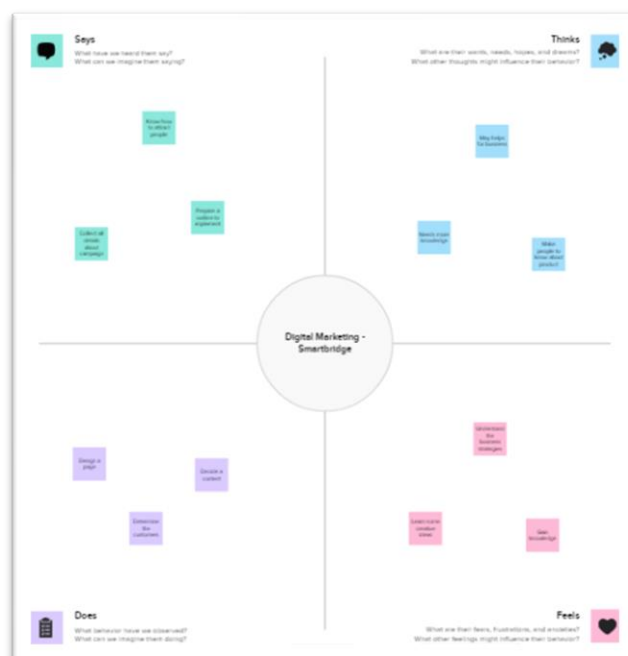 Says
What have we heard them say?
What can we imagine them saying?
Thinks
What are their wants, needs, hopes, and dreams?
What other thoughts might influence their behavior?
Know how
to attract
people
Prepare a
to
Collect all
about
campaign
May helps
for business
Needs more
knowledge
Make
people to
know about
product
Digital Marketing -
Smartbridge
Design a
page
content
Determine
the
customers
Understand
the
business
strategies
Learn some
creative
ideas
Gain
knowledge
Does
What behavior have we observed?
What can we imagine them doing?
Feels
What are their fears, frustrations, and anxieties?
What other feelings might influence their behavior?